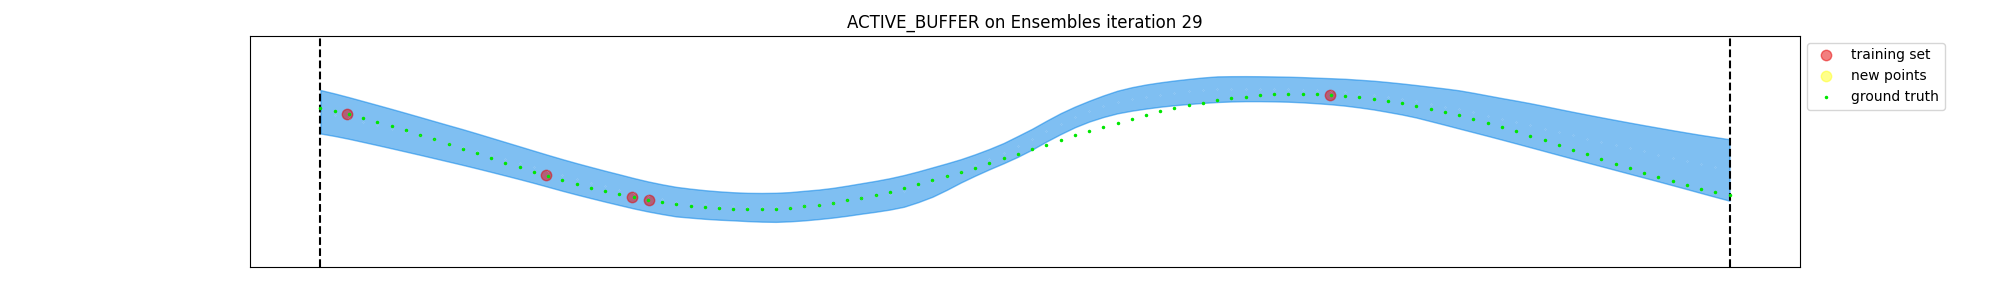 ACTIVE_BUFFER on Ensembles iteration 29
training set
new points
ground truth